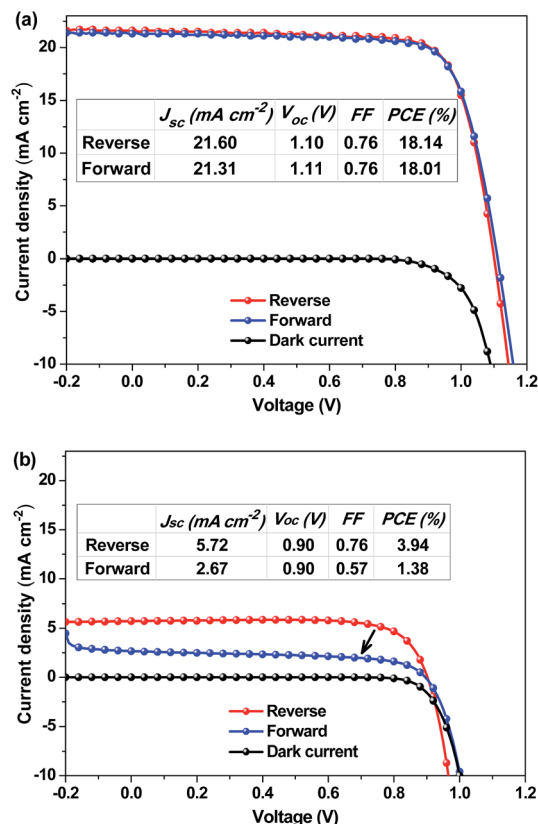 (a)
20
15
10
5
0
-5
-10
Current density (mA cm⁻²)
Jsc (mA cm⁻²) Voc (V) FF PCE (%)
Reverse 21.60 1.10 0.76 18.14
Forward 21.31 1.11 0.76 18.01
Reverse
Forward
Dark current
-0.2 0.0 0.2 0.4 0.6 0.8 1.0 1.2
Voltage (V)
(b)
20
15
10
5
0
5
-10
Current density (mA cm⁻²)
Jsc (mA cm⁻²) Voc (V) FF PCE (%)
Reverse 5.72 0.90 0.76 3.94
Forward 2.67 0.90 0.57 1.38
Reverse
Forward
Dark current
-0.2 0.0 0.2 0.4 0.6 0.8 1.0 1.2
Voltage (V)